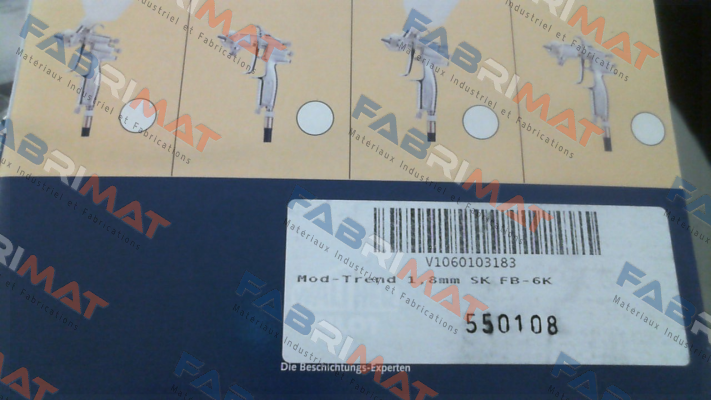 V1060103183
Mod-Trend 1.8mm SK FB-6K
550108
Die Beschichtungs-Experten
FABRIMAT
Materiaux Industriel et Fabrications